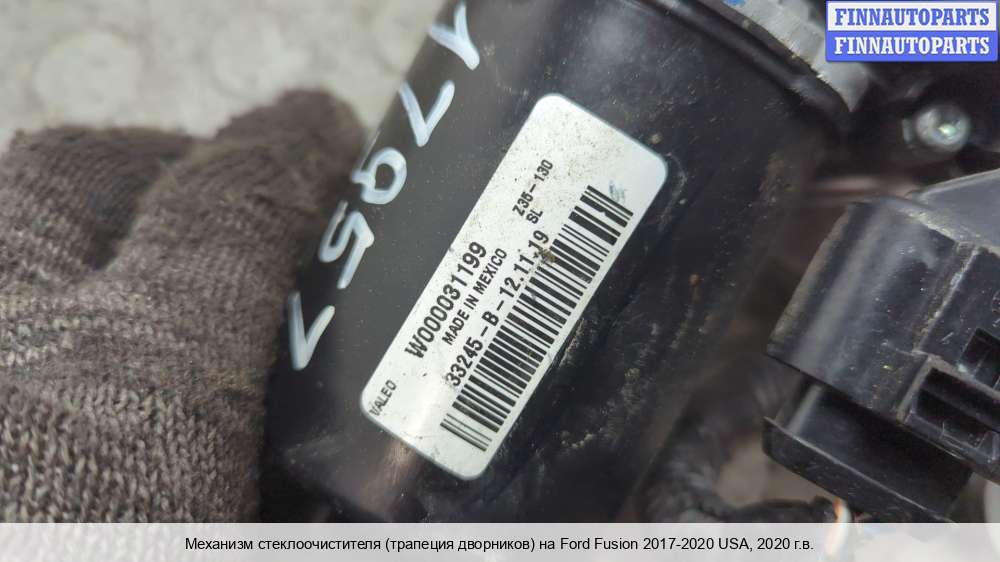 FINNAUTOPARTS
FINNAUTOPARTS
VALEO
W000031199
MADE IN MEXICO
33245-B-12.11.19
Z35-130
SL
Механизм стеклоочистителя (трапеция дворников) на Ford Fusion 2017-2020 USA, 2020 г.в.